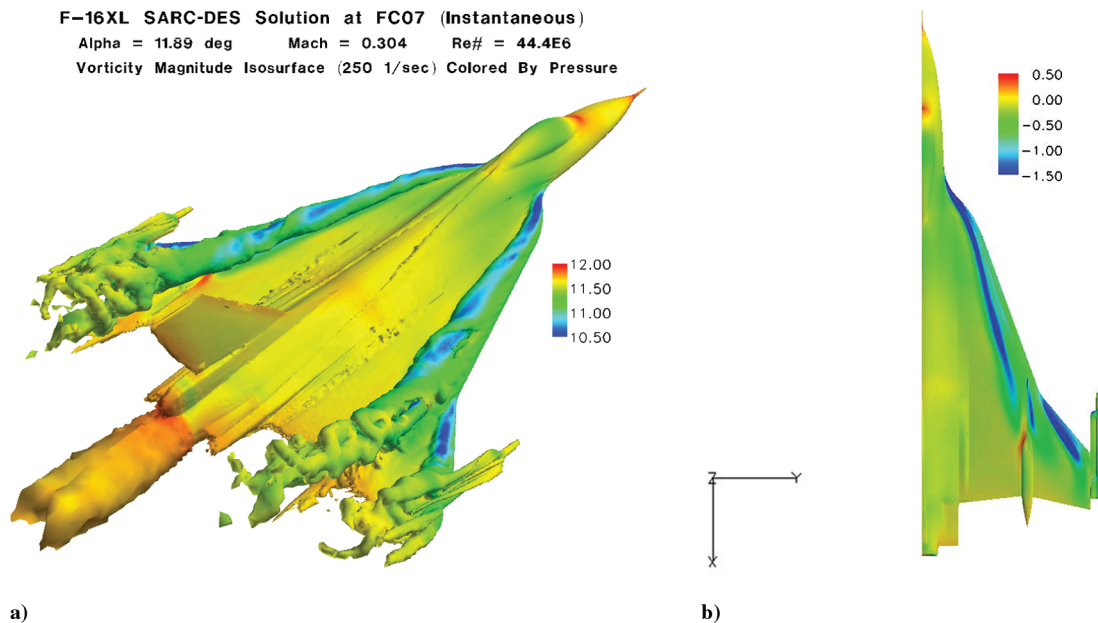 F-16XL SARC-DES Solution at FC07 (Instantaneous)
Alpha = 11.89 deg Mach = 0.304 Re# = 44.4E6
Vorticity Magnitude Isosurface (250 1/sec) Colored By Pressure
12.00
11.50
11.00
10.50
0.50
0.00
-0.50
-1.00
-1.50
Z
Y
X
a)
b)